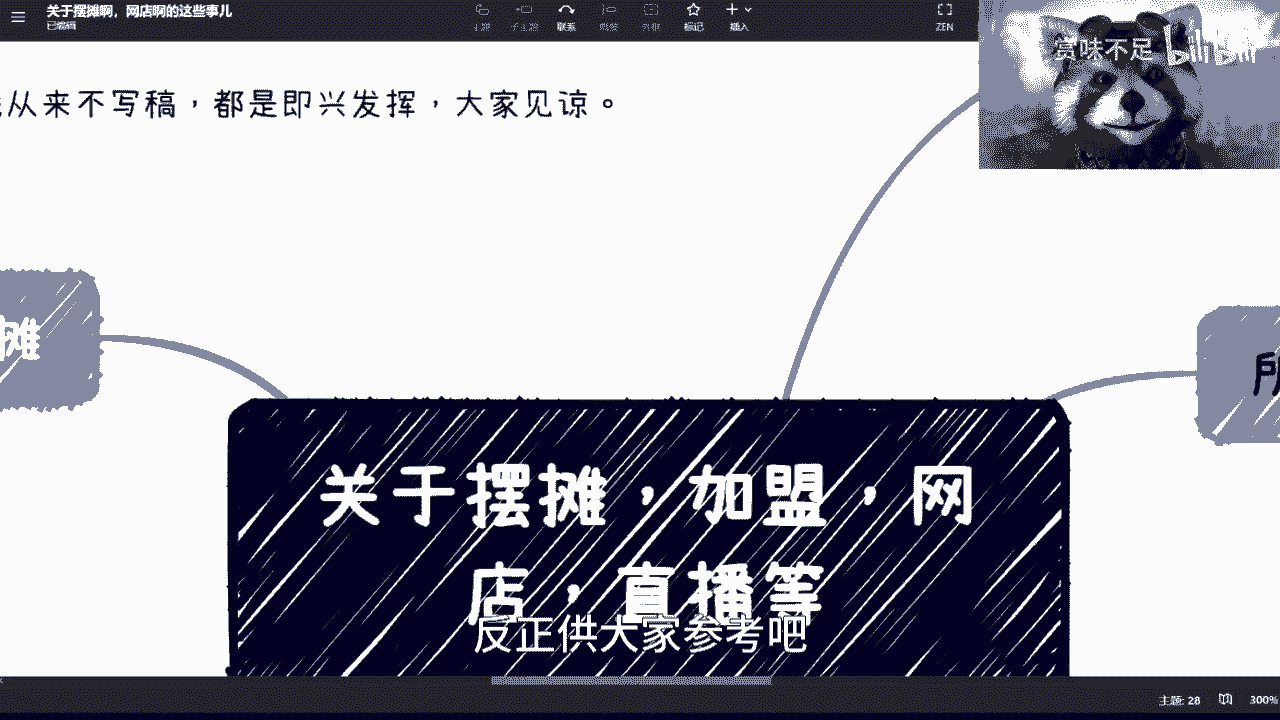 关于摆摊啊，网店啊的这些事儿
已编辑
联系
标记
插入
ZEN
赏味不足 bilibili
从来不写稿，都是即兴发挥，大家见谅。
摊
关于摆摊，加盟，网
店，直播等
反正供大家参考吧
主题: 28
300%